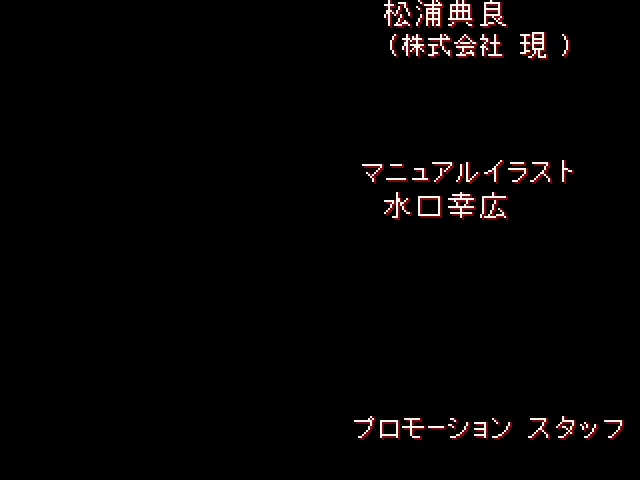 松浦典良
(株式会社 現 )
マニュアルイラスト
水口幸広
プロモーション スタッフ